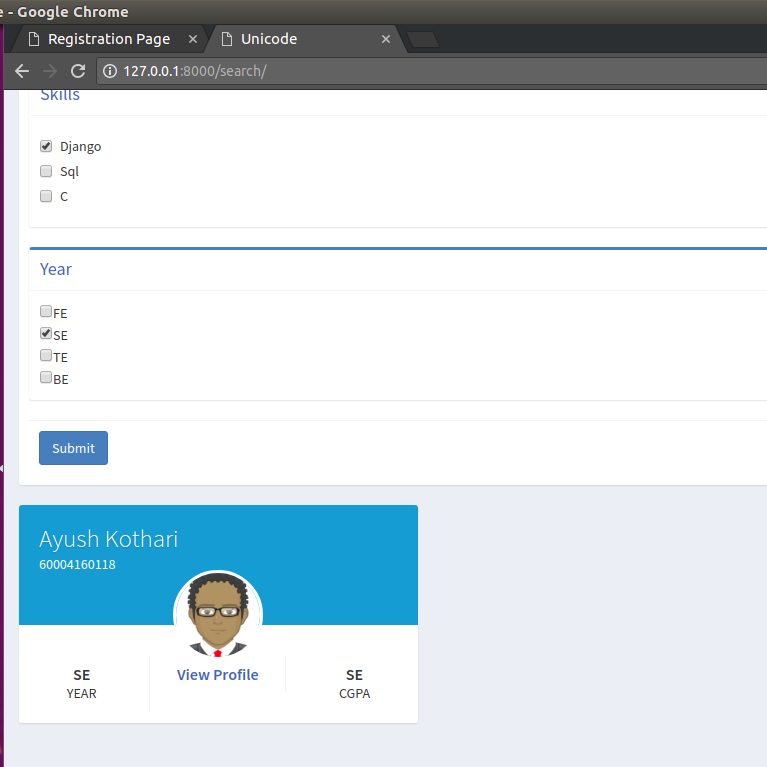 - Google Chrome
Registration Page
Unicode
127.0.0.1:8000/search/
Skills
Django
Sql
C
Year
FE
SE
TE
BE
Submit
Ayush Kothari
60004160118
SE
YEAR
View Profile
SE
CGPA